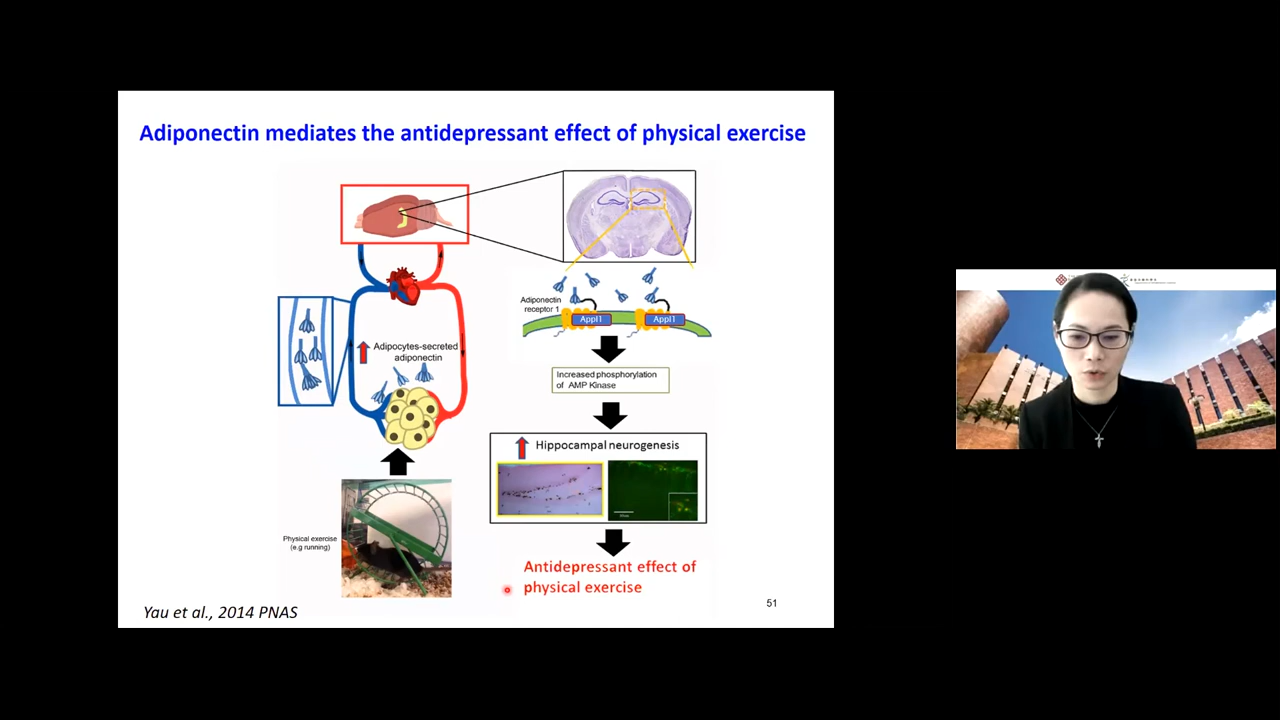 Adiponectin mediates the antidepressant effect of physical exercise
Adiponectin
receptor 1
Appl1
Appl1
Adipocytes-secreted
adiponectin
Increased phosphorylation
of AMP Kinase
Hippocampal neurogenesis
Physical exercise
(e.g running)
Antidepressant effect of
physical exercise
Yau et al., 2014 PNAS
51